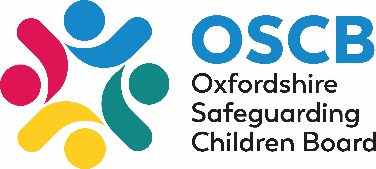 OSCB
Oxfordshire
Safeguarding
Children Board